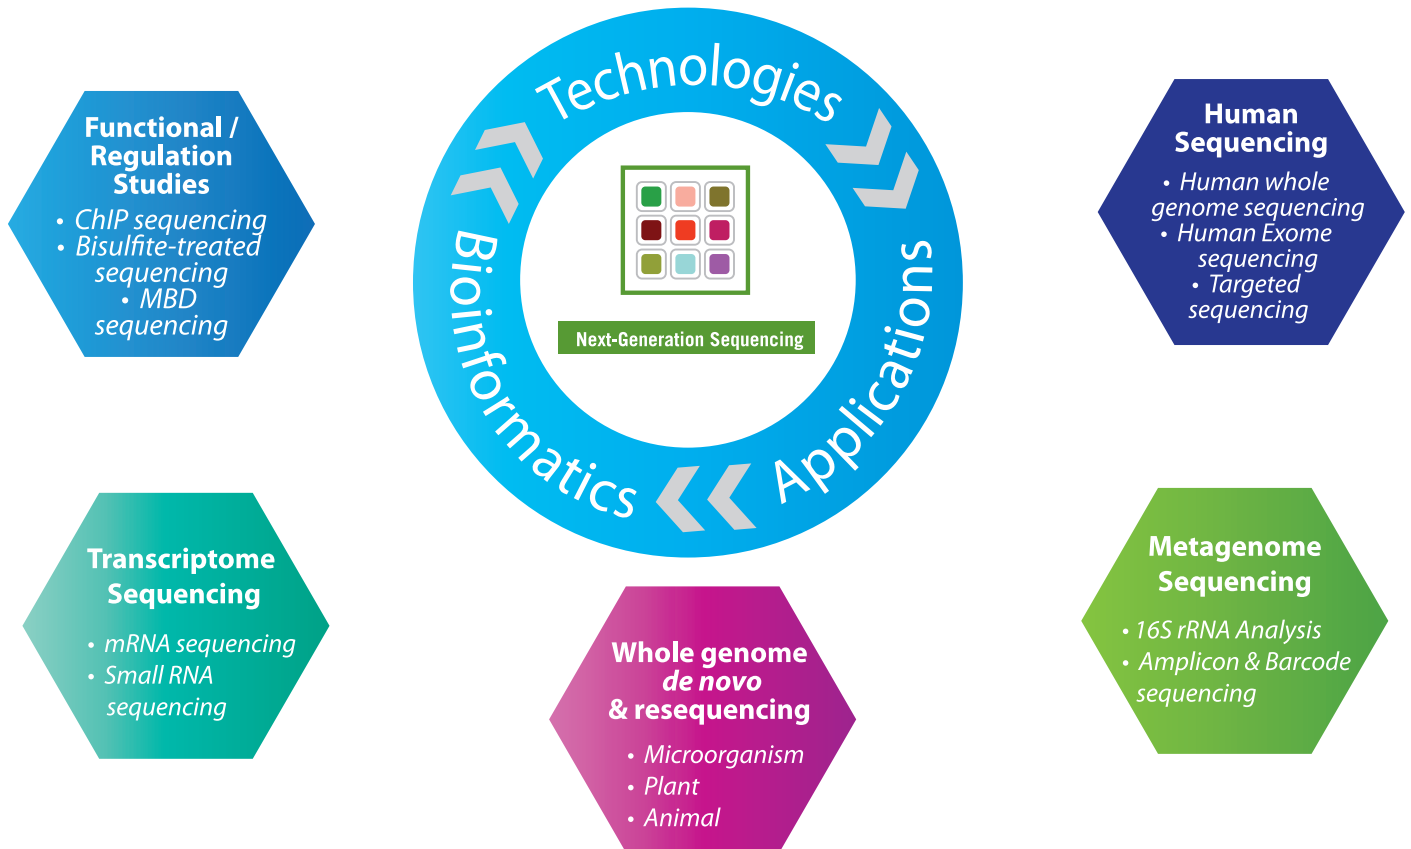 Technologies
Applications
Bioinformatics
Next-Generation Sequencing
Functional /
Regulation
Studies
• ChIP sequencing
• Bisulfite-treated
sequencing
• MBD
sequencing
Human
Sequencing
• Human whole
genome sequencing
• Human Exome
sequencing
• Targeted
sequencing
Transcriptome
Sequencing
• mRNA sequencing
• Small RNA
sequencing
Whole genome
de novo
& resequencing
• Microorganism
• Plant
• Animal
Metagenome
Sequencing
• 16S rRNA Analysis
• Amplicon & Barcode
sequencing